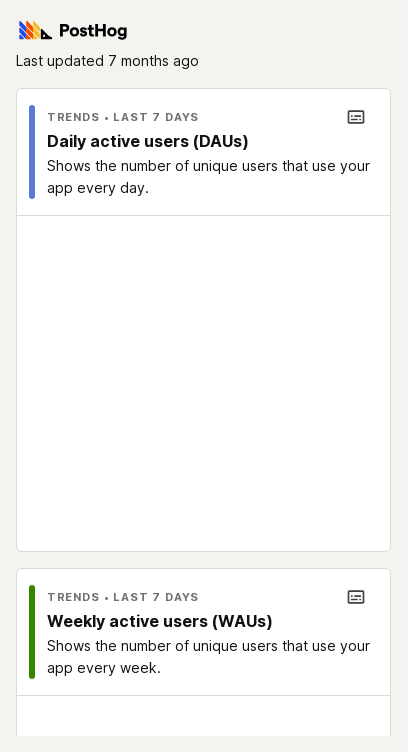 PostHog
Last updated 7 months ago
TRENDS • LAST 7 DAYS
Daily active users (DAUs)
Shows the number of unique users that use your
app every day.
TRENDS • LAST 7 DAYS
Weekly active users (WAUs)
Shows the number of unique users that use your
app every week.